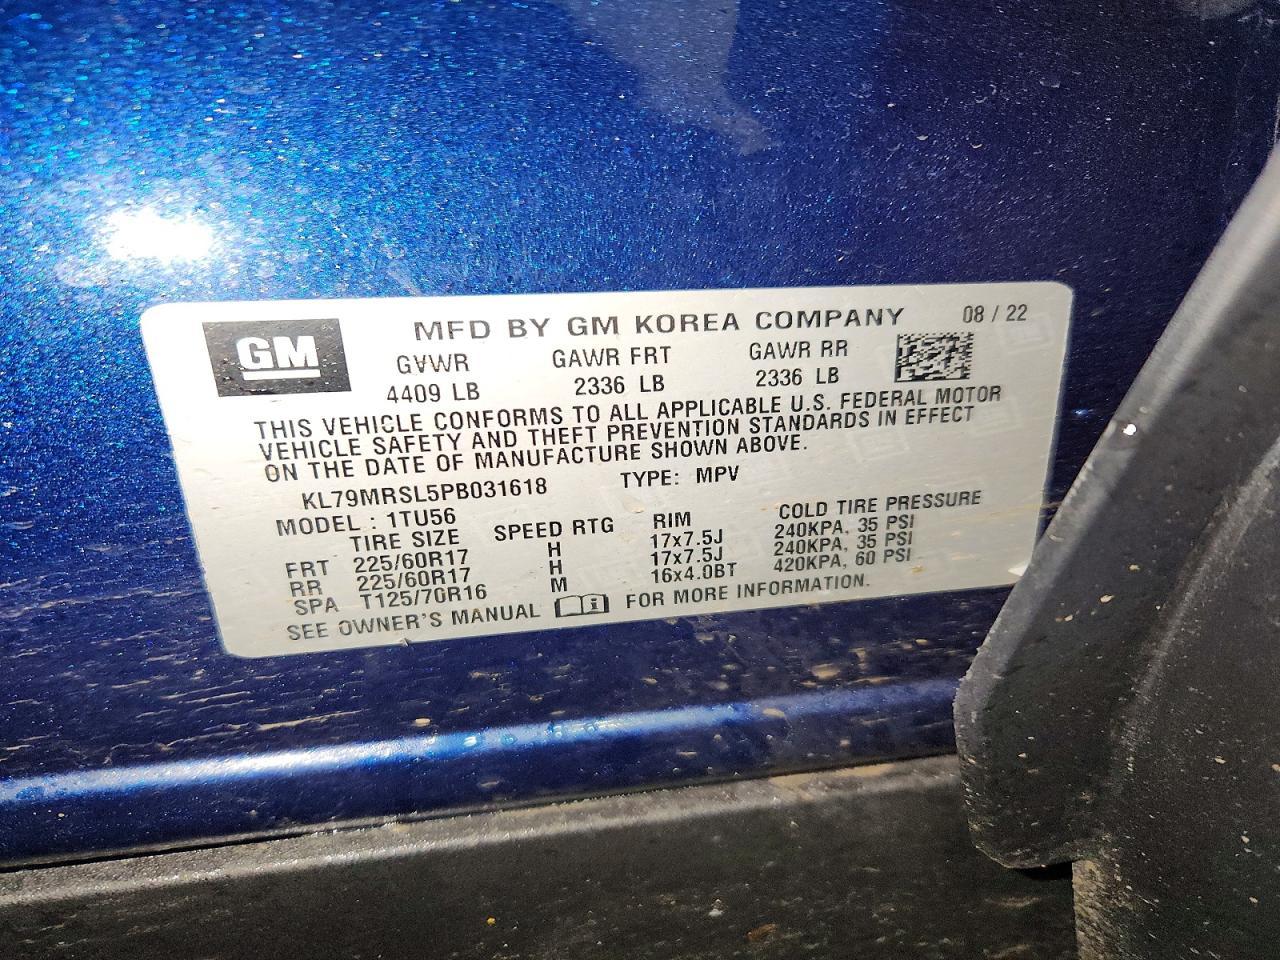 GM
MFD BY GM KOREA COMPANY 08 / 22
GVWR GAWR FRT GAWR RR
4409 LB 2336 LB 2336 LB
THIS VEHICLE CONFORMS TO ALL APPLICABLE U.S. FEDERAL MOTOR
VEHICLE SAFETY AND THEFT PREVENTION STANDARDS IN EFFECT
ON THE DATE OF MANUFACTURE SHOWN ABOVE.
KL79MRSL5PB031618 TYPE: MPV
MODEL : 1TU56
TIRE SIZE SPEED RTG RIM COLD TIRE PRESSURE
FRT 225/60R17 H 17x7.5J 240KPA, 35 PSI
RR 225/60R17 H 17x7.5J 240KPA, 35 PSI
SPA T125/70R16 M 16x4.0BT 420KPA, 60 PSI
SEE OWNER'S MANUAL FOR MORE INFORMATION.